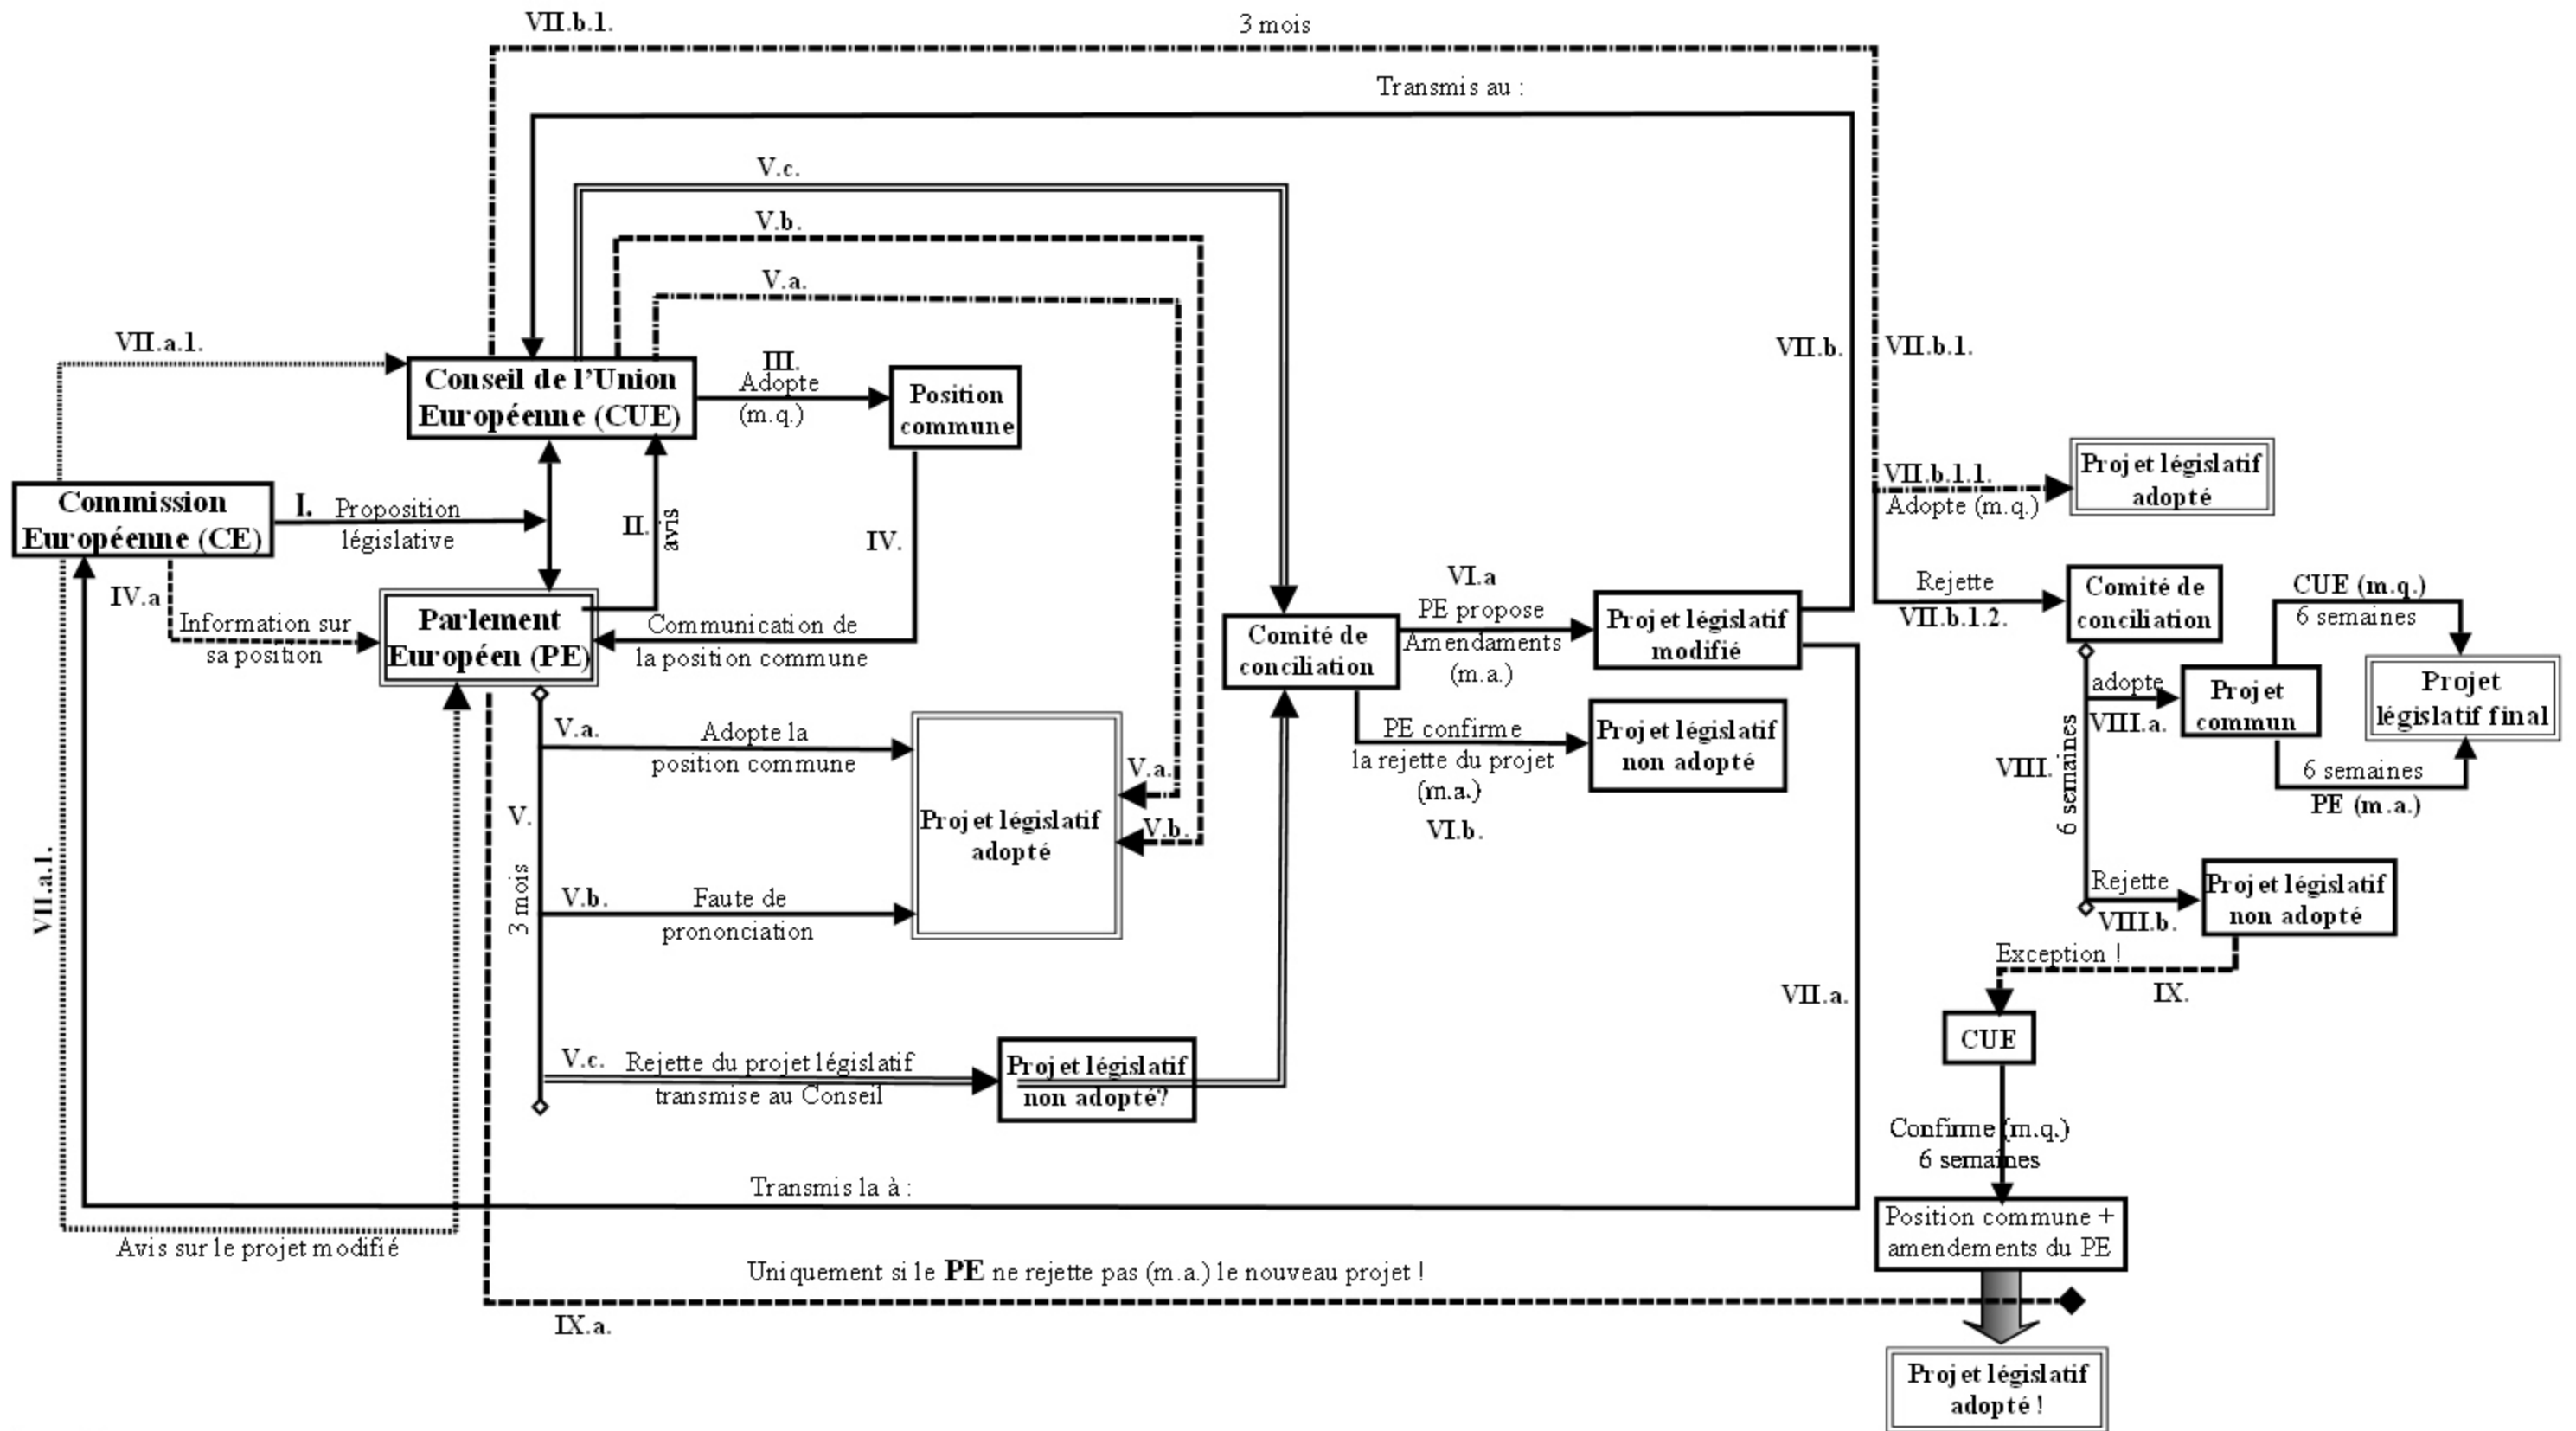 VII.b.1.
3 mois
Transmis au :
V.c.
V.b.
V.a.
VII.a.1.
Conseil de l’Union
Européenne (CUE)
III.
Adopte
(m.q.)
Position
commune
VII.b.
VII.b.1.
Commission
Européenne (CE)
I.
Proposition
législative
II.
avis
IV.
VII.b.1.1.
Adopte (m.q.)
Projet législatif
adopté
IV.a
Information sur
sa position
Parlement
Européen (PE)
Communication de
la position commune
Comité de
conciliation
VI.a
PE propose
Amendaments
(m.a.)
Projet législatif
modifié
PE confirme
la rejette du projet
(m.a.)
VI.b.
Projet législatif
non adopté
Rejette
VII.b.1.2.
Comité de
conciliation
CUE (m.q.)
6 semaines
adopte
VIII.a.
Projet
commun
Projet
législatif final
6 semaines
PE (m.a.)
VIII.
6 semaines
Rejette
VIII.b.
Projet législatif
non adopté
V.a.
Adopte la
position commune
V.
3 mois
V.b.
Faute de
prononciation
Projet législatif
adopté
V.a.
V.b.
VII.a.1.
V.c.
Rejette du projet législatif
transmise au Conseil
Projet législatif
non adopté?
VII.a.
Exception !
IX.
CUE
Confirme (m.q.)
6 semaines
Transmis la à :
Avis sur le projet modifié
Position commune +
amendements du PE
Uniquement si le PE ne rejette pas (m.a.) le nouveau projet !
IX.a.
Projet législatif
adopté !